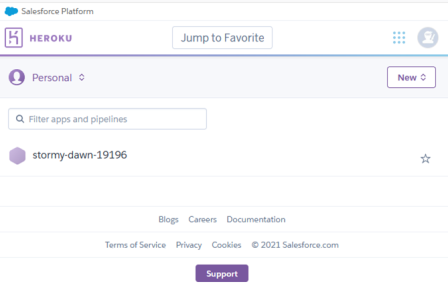 Salesforce Platform
HEROKU Jump to Favorite
Personal New
Filter apps and pipelines
stormy-dawn-19196
Blogs Careers Documentation
Terms of Service Privacy Cookies © 2021 Salesforce.com
Support